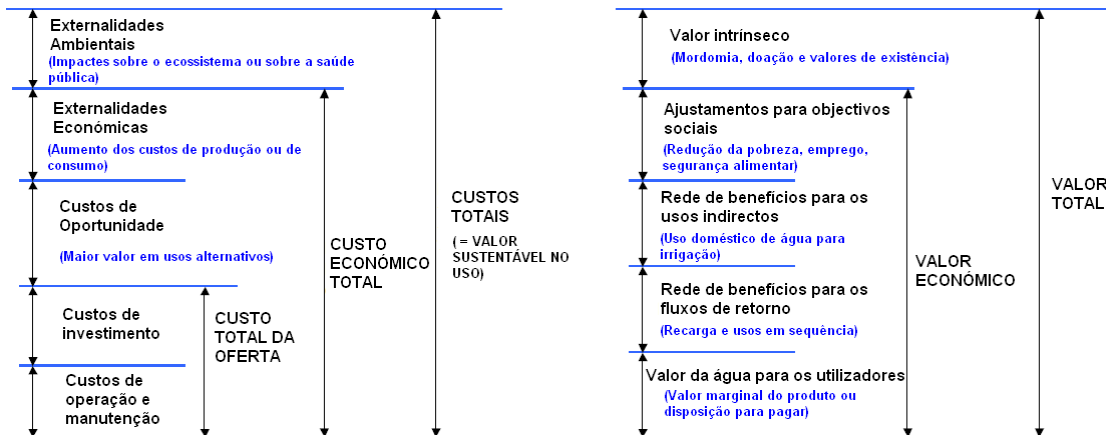 Externalidades
Ambientais
(Impactes sobre o ecossistema ou sobre a saúde
pública)
Externalidades
Económicas
(Aumento dos custos de produção ou de
consumo)
Custos de
Oportunidade
(Maior valor em usos alternativos)
Custos de
investimento
Custos de
operação e
manutenção
CUSTO
TOTAL DA
OFERTA
CUSTO
ECONÓMICO
TOTAL
CUSTOS
TOTAIS
(= VALOR
SUSTENTÁVEL NO
USO)
Valor intrínseco
(Mordomia, doação e valores de existência)
Ajustamentos para objectivos
sociais
(Redução da pobreza, emprego,
segurança alimentar)
Rede de benefícios para os
usos indirectos
(Uso doméstico de água para
irrigação)
Rede de benefícios para os
fluxos de retorno
(Recarga e usos em sequência)
Valor da água para os utilizadores
(Valor marginal do produto ou
disposição para pagar)
VALOR
ECONÓMICO
VALOR
TOTAL